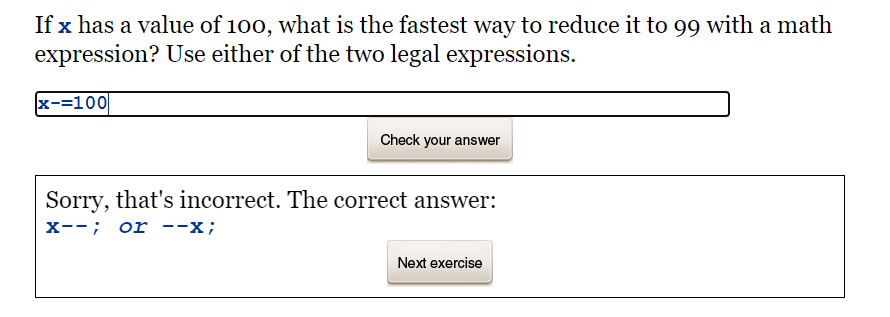 If x has a value of 100, what is the fastest way to reduce it to 99 with a math
expression? Use either of the two legal expressions.
x-=100
Check your answer
Sorry, that's incorrect. The correct answer:
x--; or --x;
Next exercise